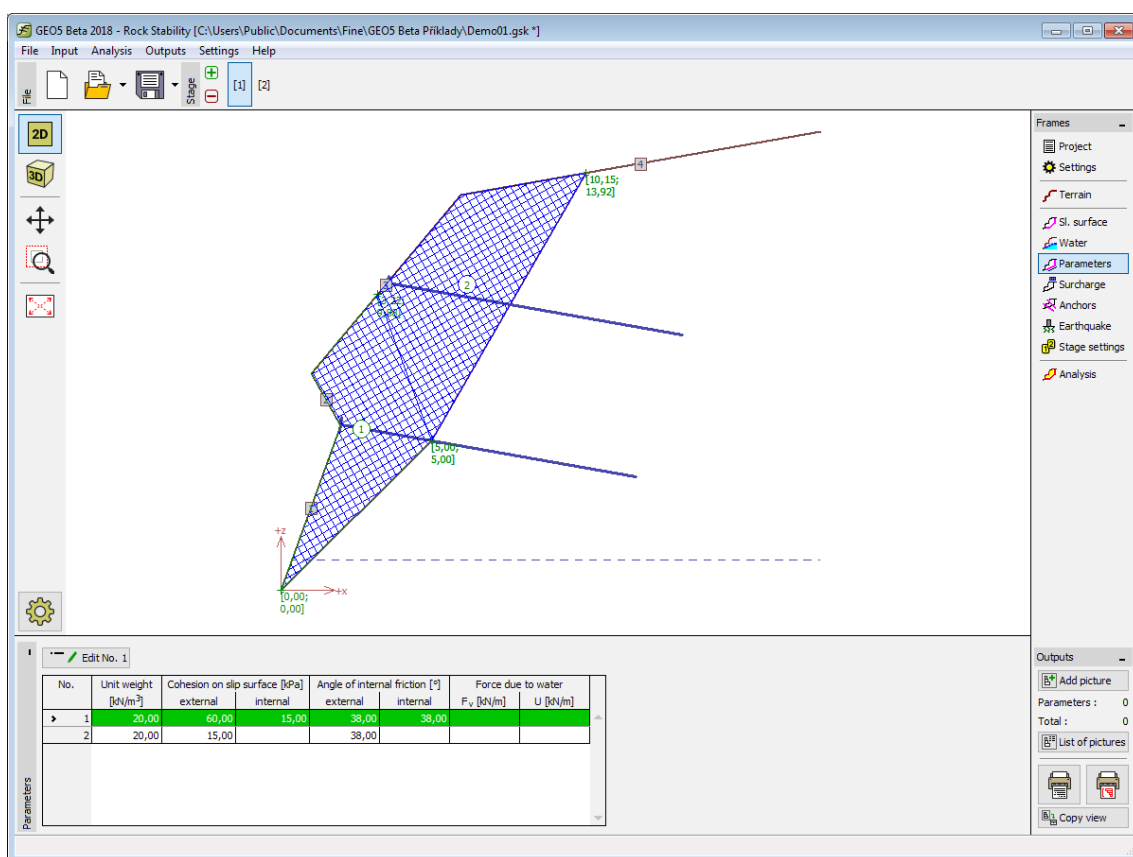 GEO5 Beta 2018 - Rock Stability [C:\Users\Public\Documents\Fine\GEO5 Beta Příklady\Demo01.gsk *]
File Input Analysis Outputs Settings Help
File
Stage
[1] [2]
2D
3D
Frames
Project
Settings
Terrain
Sl. surface
Water
Parameters
Surcharge
Anchors
Earthquake
Stage settings
Analysis
4
[10,15;
13,92]
3
2
2
1
[5,00;
5,00]
1
+z
+x
[0,00;
0,00]
Edit No. 1
No. Unit weight Cohesion on slip surface [kPa] Angle of internal friction [°] Force due to water
[kN/m³] external internal external internal Fv [kN/m] U [kN/m]
> 1 20,00 60,00 15,00 38,00 38,00
2 20,00 15,00 38,00
Parameters
Outputs
Add picture
Parameters : 0
Total : 0
List of pictures
Copy view